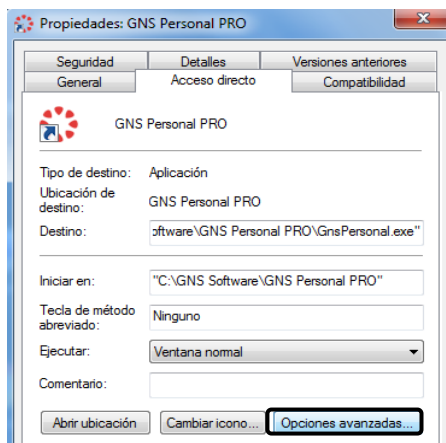 Propiedades: GNS Personal PRO
Seguridad Detalles Versiones anteriores
General Acceso directo Compatibilidad
GNS Personal PRO
Tipo de destino: Aplicación
Ubicación de destino: GNS Personal PRO
Destino: oftware\GNS Personal PRO\GnsPersonal.exe"
Iniciar en: "C:\GNS Software\GNS Personal PRO"
Tecla de método abreviado: Ninguno
Ejecutar: Ventana normal
Comentario:
Abrir ubicación Cambiar icono... Opciones avanzadas...